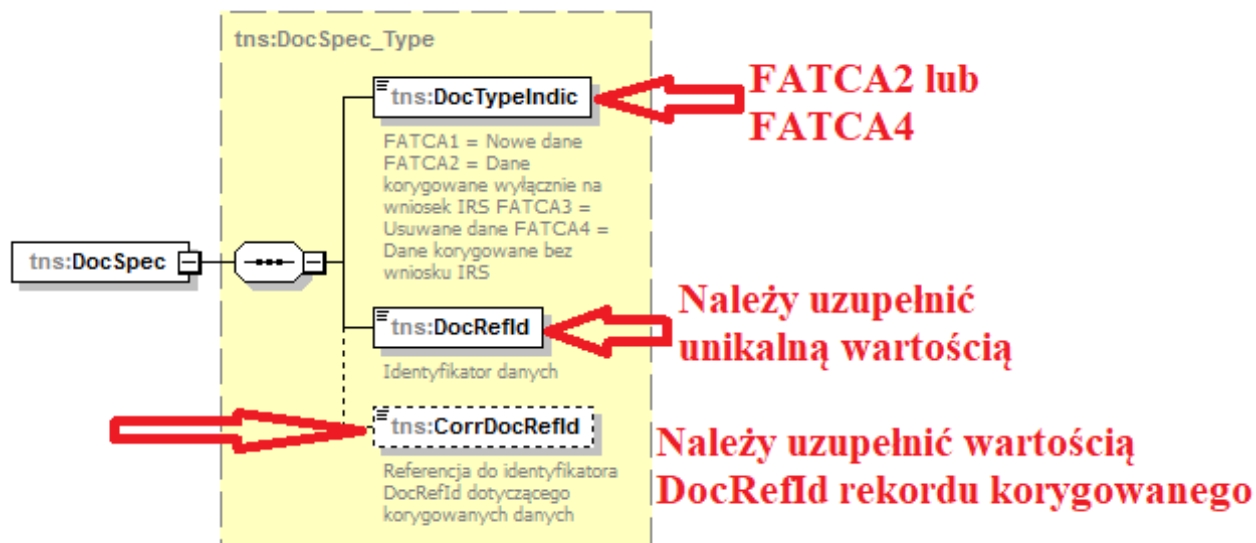 tns:DocSpec_Type
tns:DocTypeIndic
FATCA2 lub
FATCA4
FATCA1 = Nowe dane
FATCA2 = Dane
korygowane wyłącznie na
wniosek IRS FATCA3 =
Usuwane dane FATCA4 =
Dane korygowane bez
wniosku IRS
tns:DocSpec
tns:DocRefId
Należy uzupełnić
unikalną wartością
Identyfikator danych
tns:CorrDocRefId
Należy uzupełnić wartością
DocRefId rekordu korygowanego
Referencja do identyfikatora
DocRefId dotyczącego
korygowanych danych